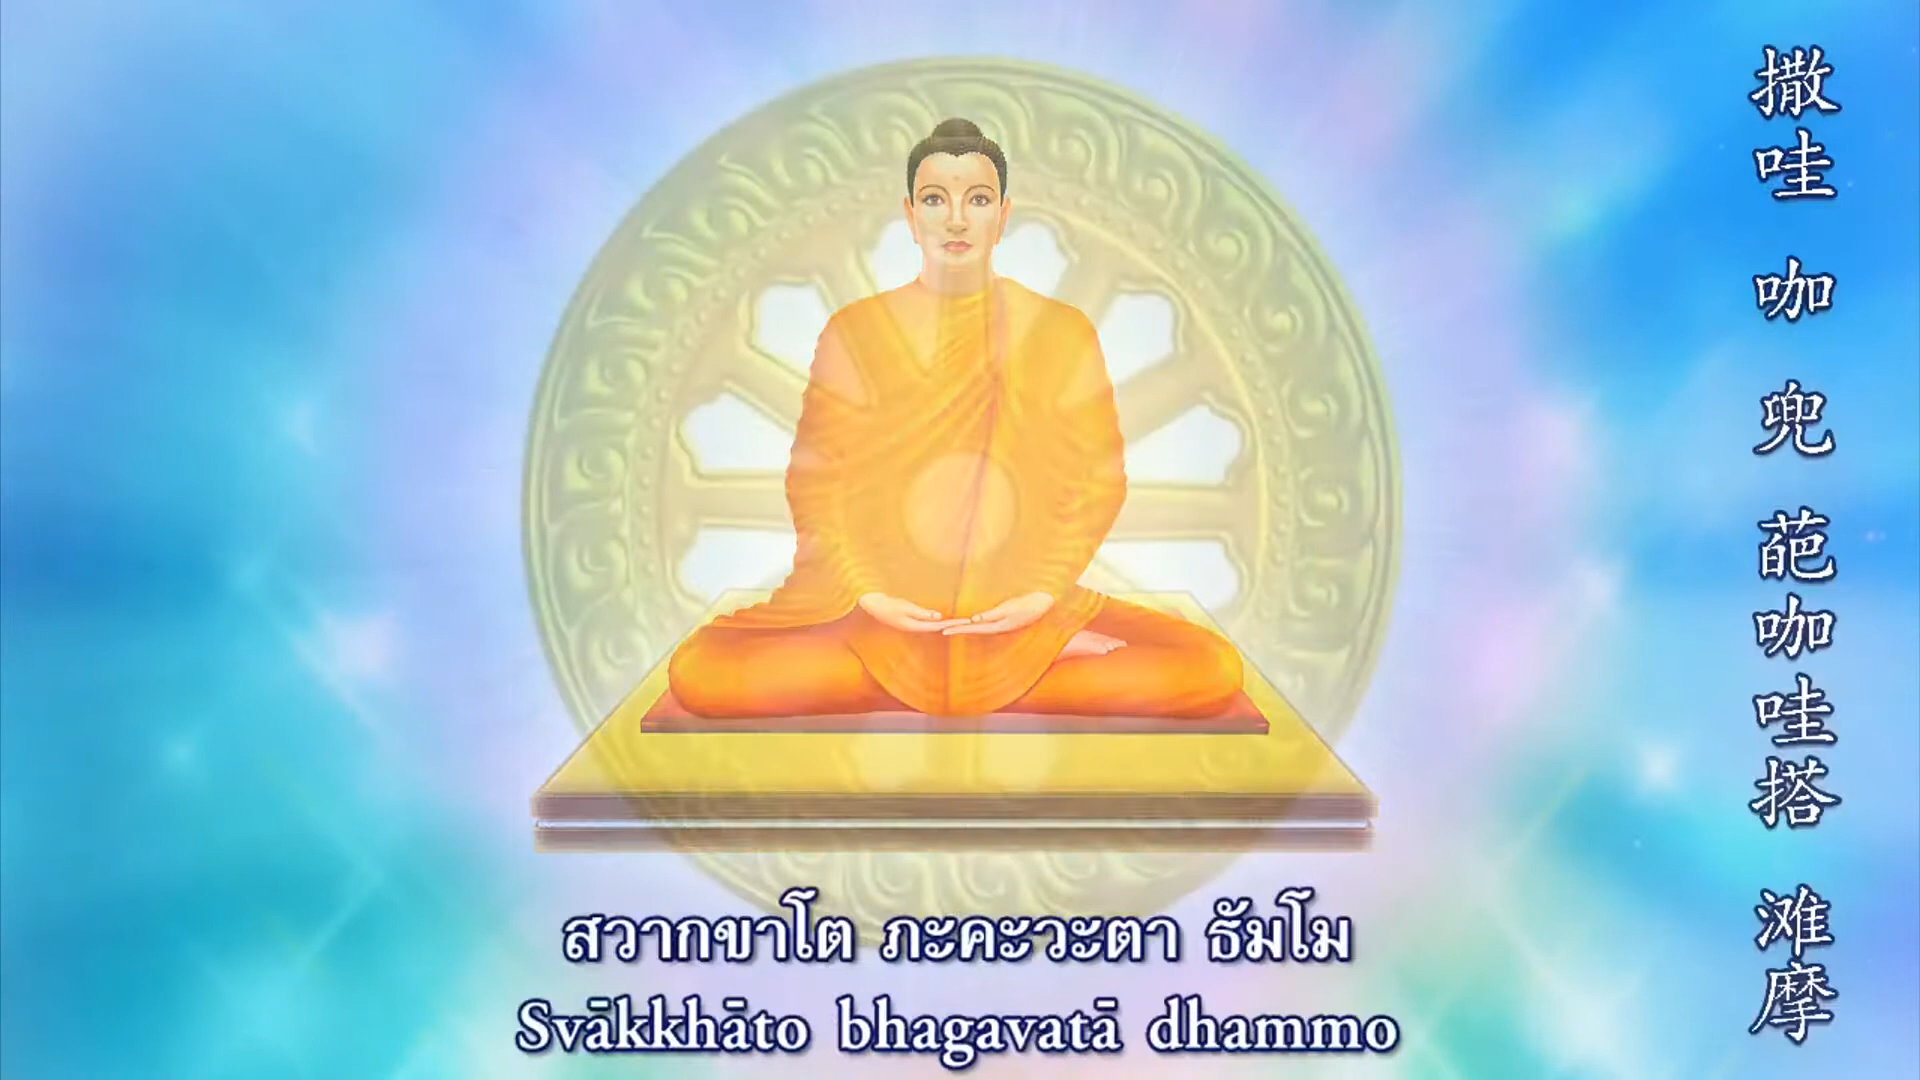 撒哇 咖 兜 葩咖哇搭 滩摩
สวากขาโต ภะคะวะตา ธัมโม
Svākkhāto bhagavatā dhammo